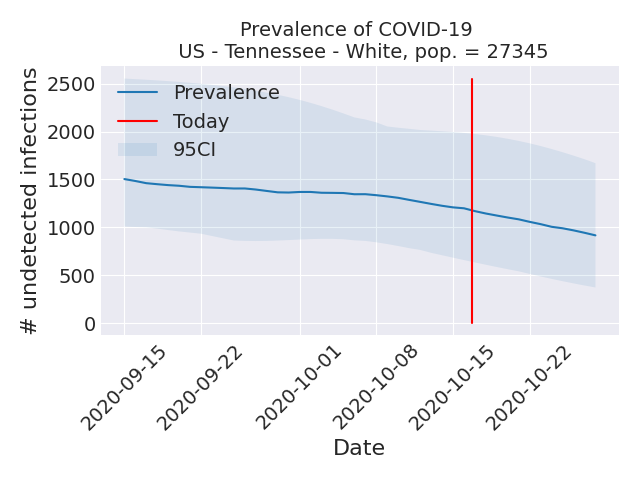 Prevalence of COVID-19
US - Tennessee - White, pop. = 27345
# undetected infections
2500
2000
1500
1000
500
0
Prevalence
Today
95CI
2020-09-15
2020-09-22
2020-10-01
2020-10-08
2020-10-15
2020-10-22
Date